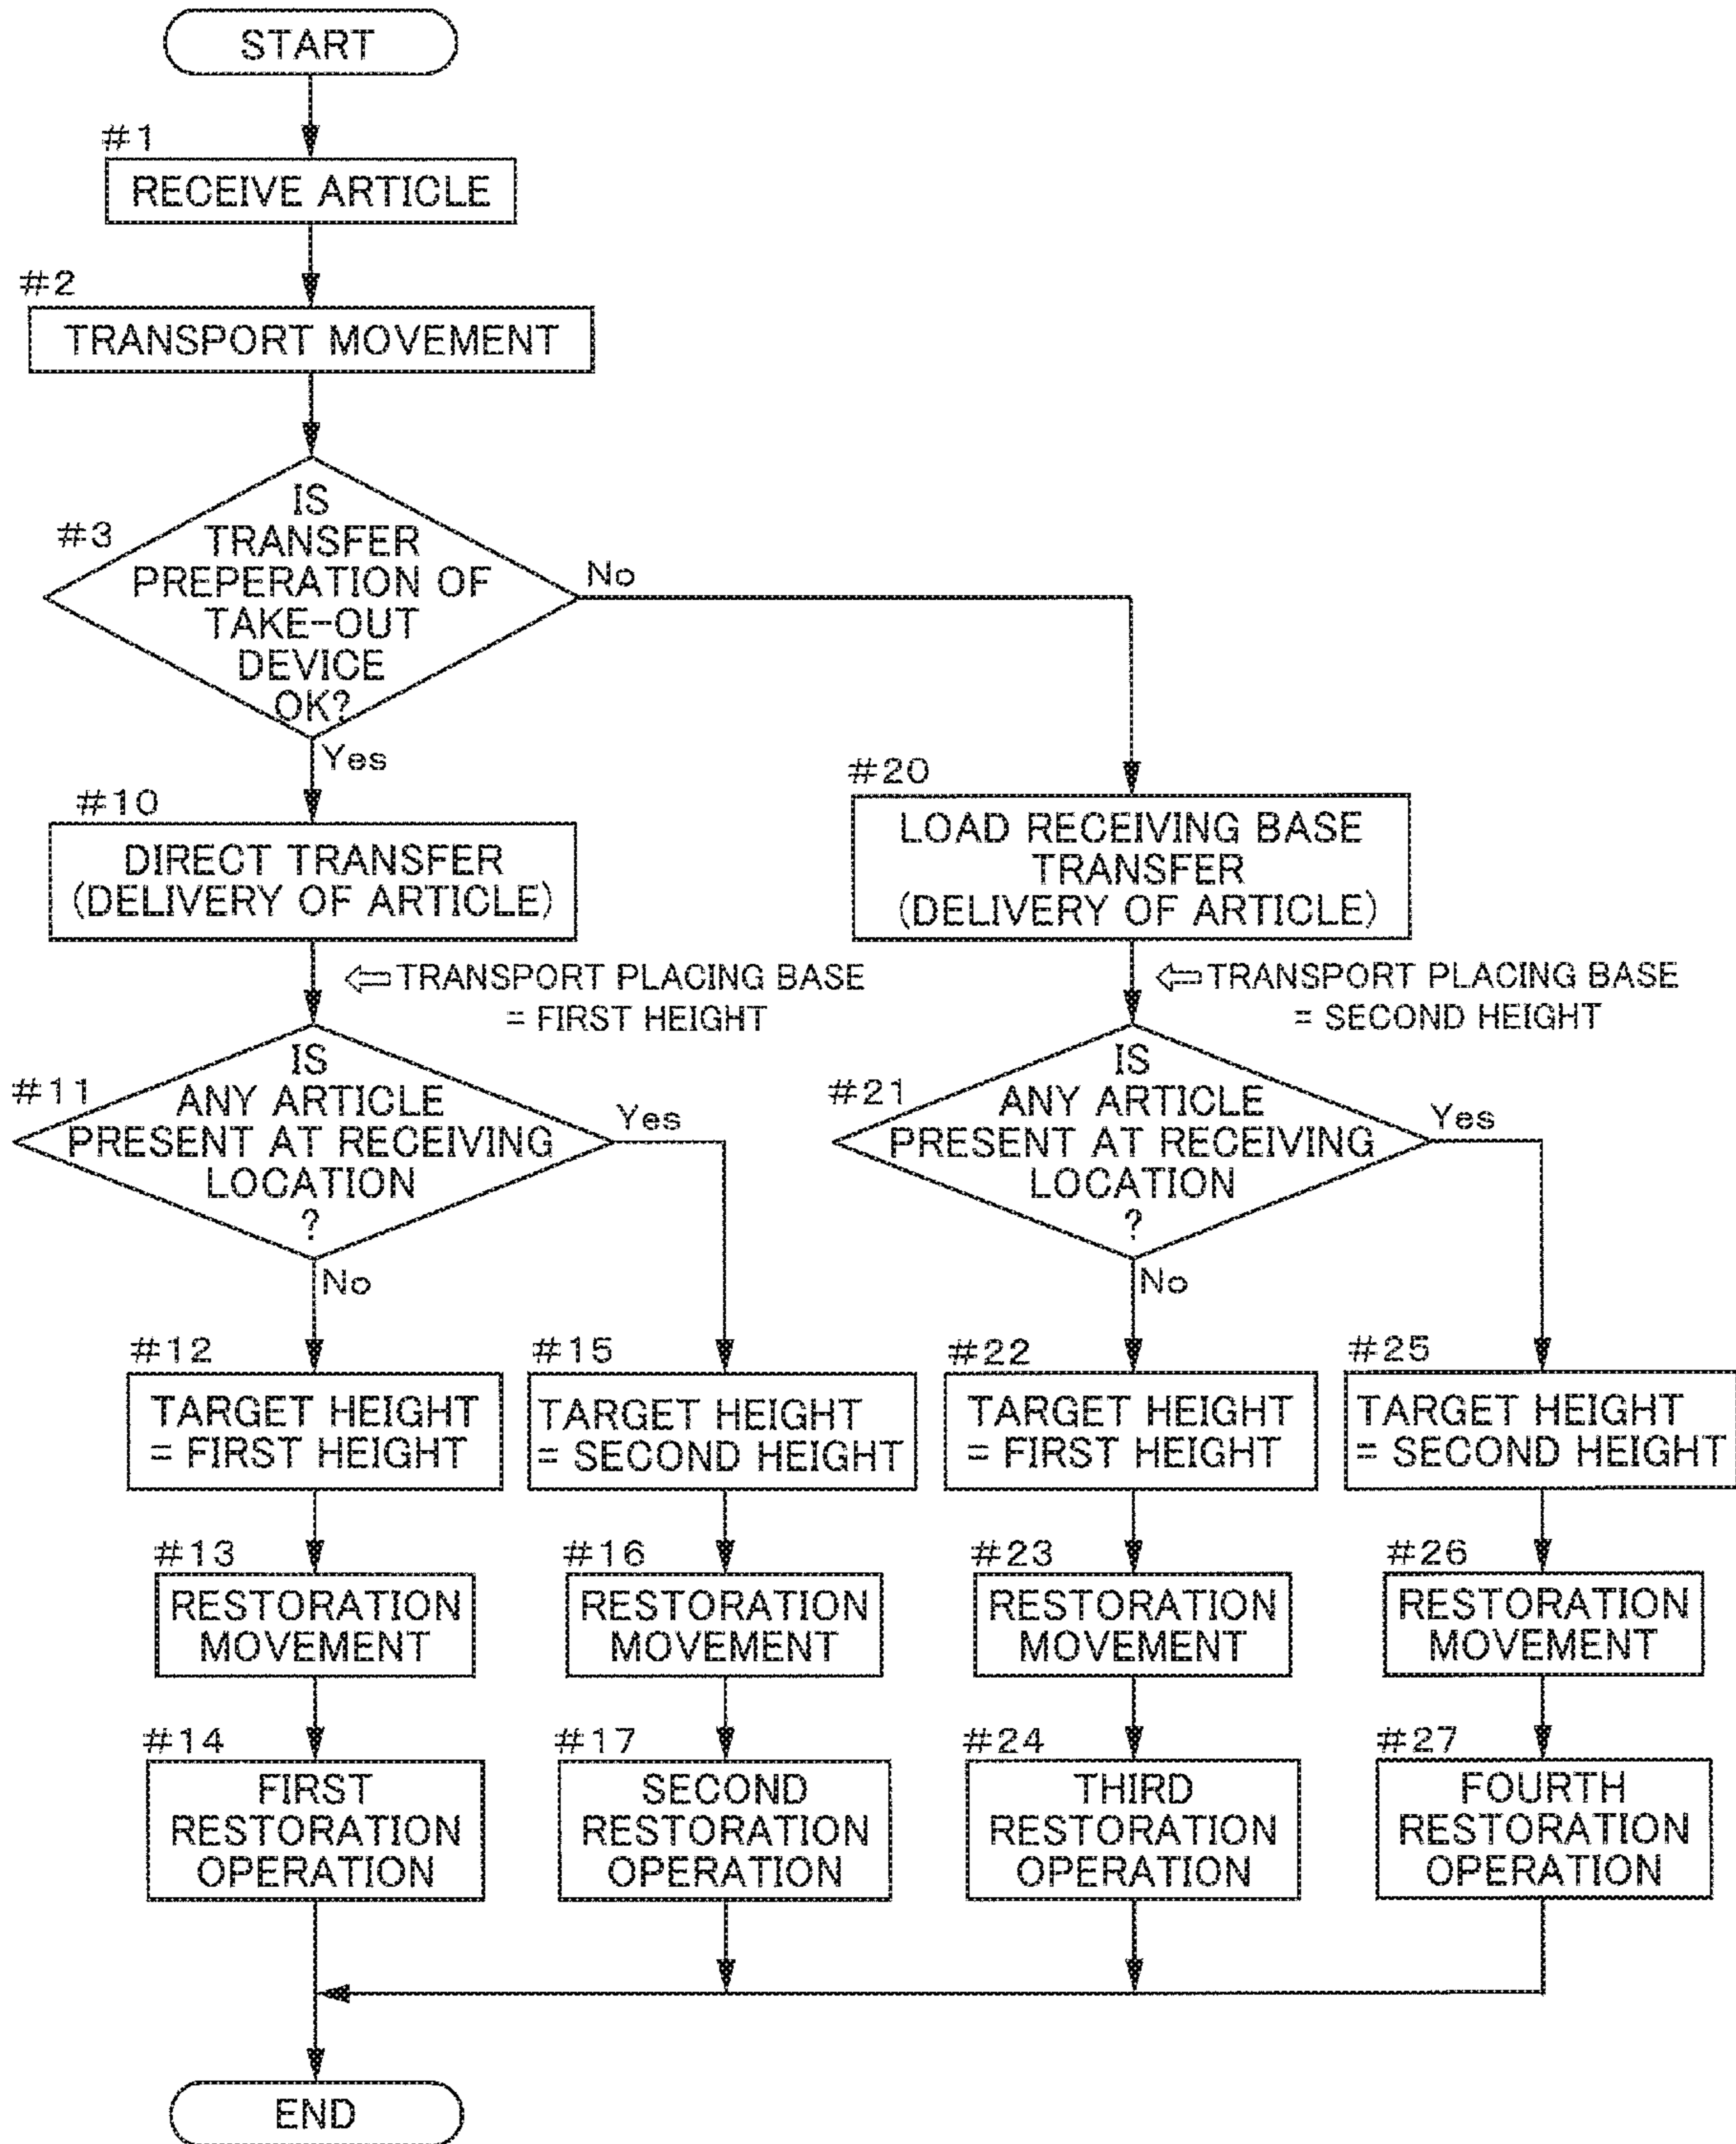 START
#1
RECEIVE ARTICLE
#2
TRANSPORT MOVEMENT
#3
IS
TRANSFER
PREPERATION OF
TAKE-OUT
DEVICE
OK?
No
Yes
#10
DIRECT TRANSFER
(DELIVERY OF ARTICLE)
#20
LOAD RECEIVING BASE
TRANSFER
(DELIVERY OF ARTICLE)
⇦TRANSPORT PLACING BASE
= FIRST HEIGHT
⇦TRANSPORT PLACING BASE
= SECOND HEIGHT
#11
IS
ANY ARTICLE
PRESENT AT RECEIVING
LOCATION
?
Yes
No
#21
IS
ANY ARTICLE
PRESENT AT RECEIVING
LOCATION
?
Yes
No
#12
TARGET HEIGHT
= FIRST HEIGHT
#15
TARGET HEIGHT
= SECOND HEIGHT
#22
TARGET HEIGHT
= FIRST HEIGHT
#25
TARGET HEIGHT
= SECOND HEIGHT
#13
RESTORATION
MOVEMENT
#16
RESTORATION
MOVEMENT
#23
RESTORATION
MOVEMENT
#26
RESTORATION
MOVEMENT
#14
FIRST
RESTORATION
OPERATION
#17
SECOND
RESTORATION
OPERATION
#24
THIRD
RESTORATION
OPERATION
#27
FOURTH
RESTORATION
OPERATION
END